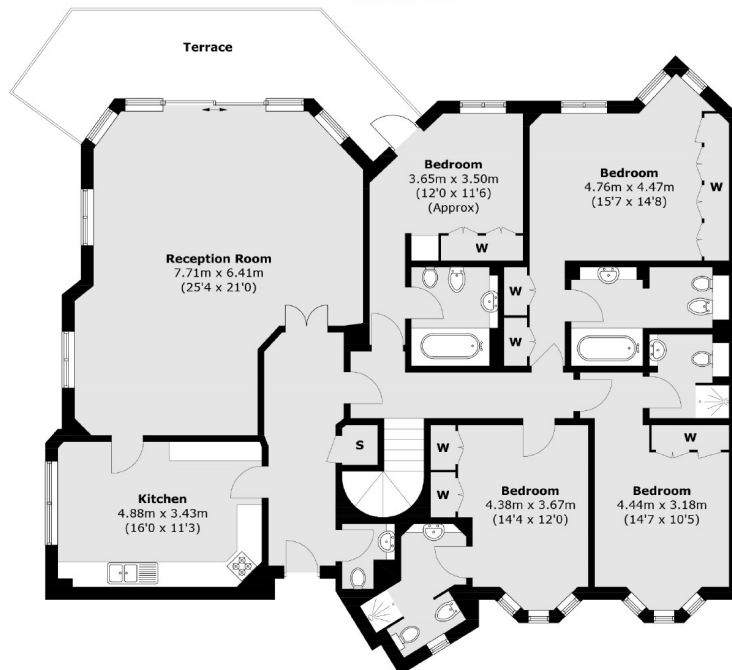 Terrace
Bedroom
3.65m x 3.50m
(12'0 x 11'6)
(Approx)
W
Bedroom
4.76m x 4.47m
(15'7 x 14'8)
W
Reception Room
7.71m x 6.41m
(25'4 x 21'0)
W
W
S
W
W
W
Kitchen
4.88m x 3.43m
(16'0 x 11'3)
Bedroom
4.38m x 3.67m
(14'4 x 12'0)
Bedroom
4.44m x 3.18m
(14'7 x 10'5)